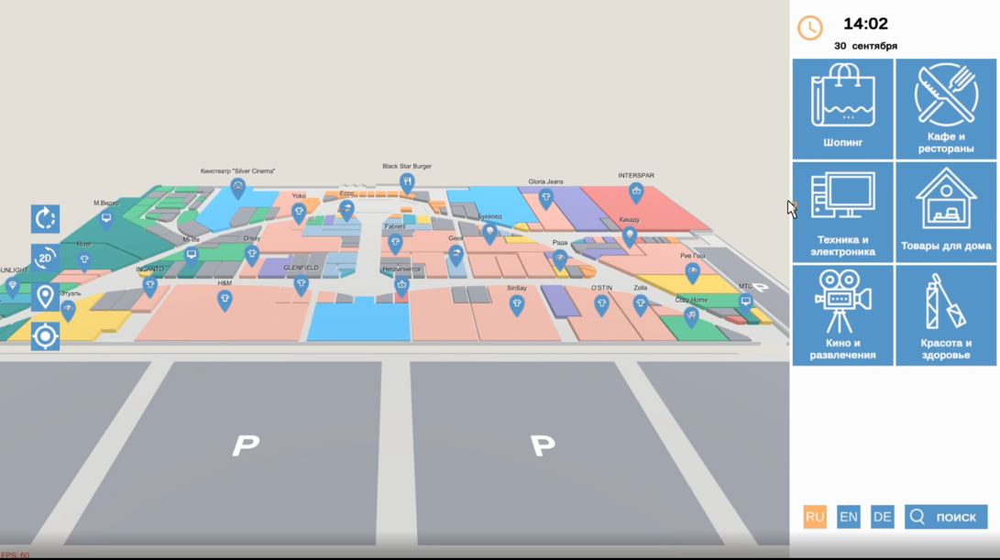 14:02
30 сентября
Шопинг
Кафе и
рестораны
Техника и
электроника
Товары для дома
Кино и
развлечения
Красота и
здоровье
RU
EN
DE
ПОИСК
Black Star Burger
Кинотеатр "Silver Cinema"
INTERSPAR
Gloria Jeans
Yoko
Ecco
М.Видео
Буквоед
Какаду
Fabretti
Mi-life
Orsay
Geox
Рада
River
Рив Гош
INCANTO
GLENFIELD
UNLIGHT
H&M
SinSay
O'STIN
Zolla
МТС
Этуаль
Cozy Home
2D
P
P
P
FPS: 60